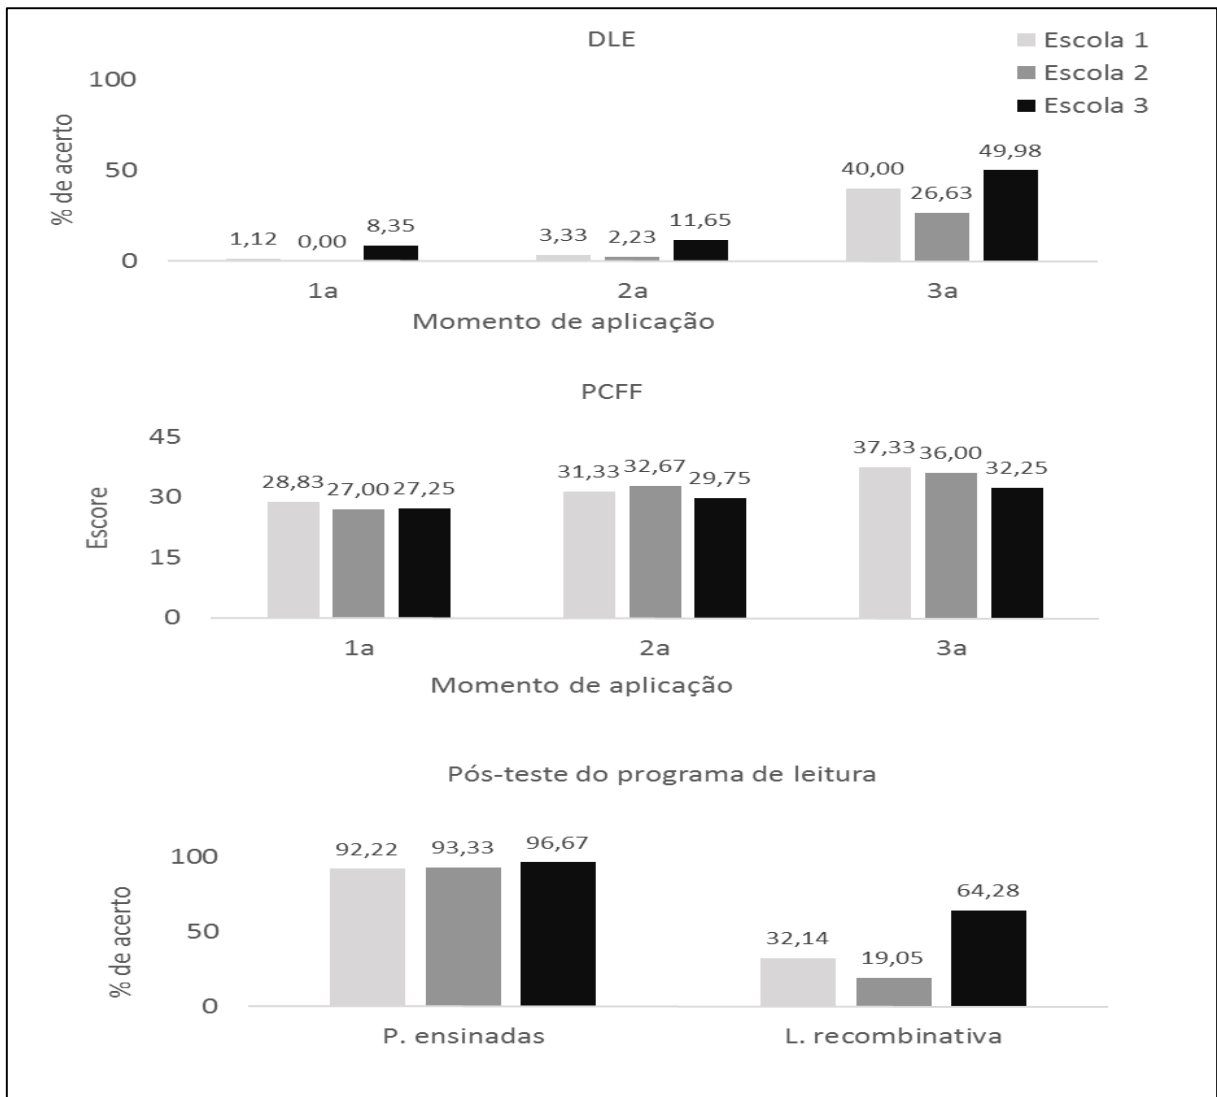 DLE
Escola 1
Escola 2
Escola 3
% de acerto
100
50
0
1,12 0,00 8,35
3,33 2,23 11,65
40,00 26,63 49,98
1a 2a 3a
Momento de aplicação
PCFF
Escore
45
30
15
0
28,83 27,00 27,25
31,33 32,67 29,75
37,33 36,00 32,25
1a 2a 3a
Momento de aplicação
Pós-teste do programa de leitura
% de acerto
100
50
0
92,22 93,33 96,67
32,14 19,05 64,28
P. ensinadas L. recombinativa